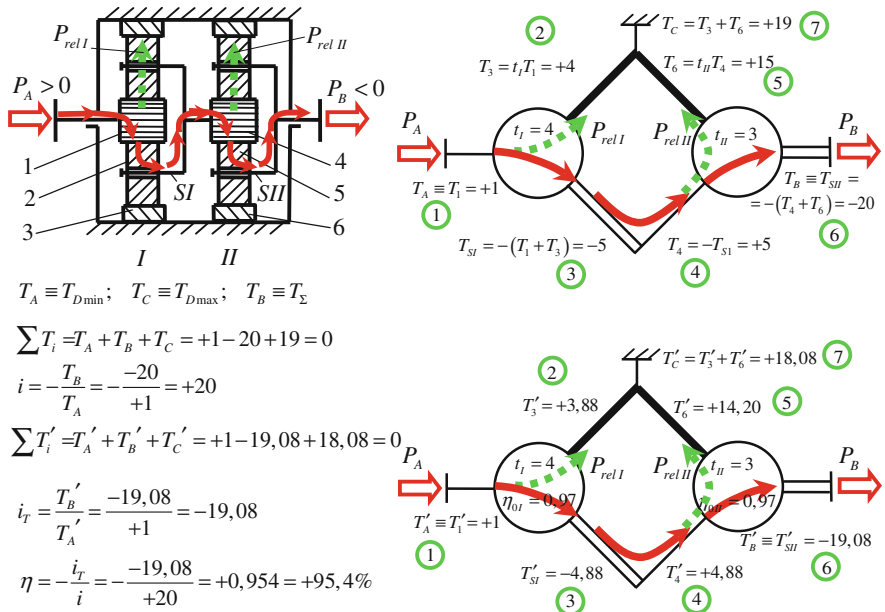 P_rel I P_rel II
P_A > 0 P_B < 0
1 4
2 SI SII 5
3 6
I II
T_A ≡ T_Dmin ; T_C ≡ T_Dmax ; T_B ≡ T_Σ
∑T_i = T_A + T_B + T_C = +1−20+19 = 0
i = −T_B/T_A = −(−20)/(+1) = +20
∑T_i′ = T_A′ + T_B′ + T_C′ = +1−19,08+18,08 = 0
i_T = T_B′/T_A′ = −19,08/+1 = −19,08
η = −i_T/i = −(−19,08)/(+20) = +0,954 = +95,4%
2 T_C = T_3 + T_6 = +19 7
T_3 = t_I T_1 = +4 T_6 = t_II T_4 = +15
5
P_A t_I = 4 P_rel I P_rel II t_II = 3 P_B
T_A ≡ T_1 = +1 T_B ≡ T_SII =
1 = −(T_4 + T_6) = −20
T_SI = −(T_1 + T_3) = −5 T_4 = −T_S1 = +5 6
3 4
2 T_C′ = T_3′ + T_6′ = +18,08 7
T_3′ = +3,88 T_6′ = +14,20 5
P_A t_I = 4 P_rel I P_rel II t_II = 3 P_B
η_0I = 0,97 = 0,97
T_A′ ≡ T_1′ = +1 T_B′ ≡ T_SII′ = −19,08
1 6
T_SI′ = −4,88 T_4′ = +4,88
3 4